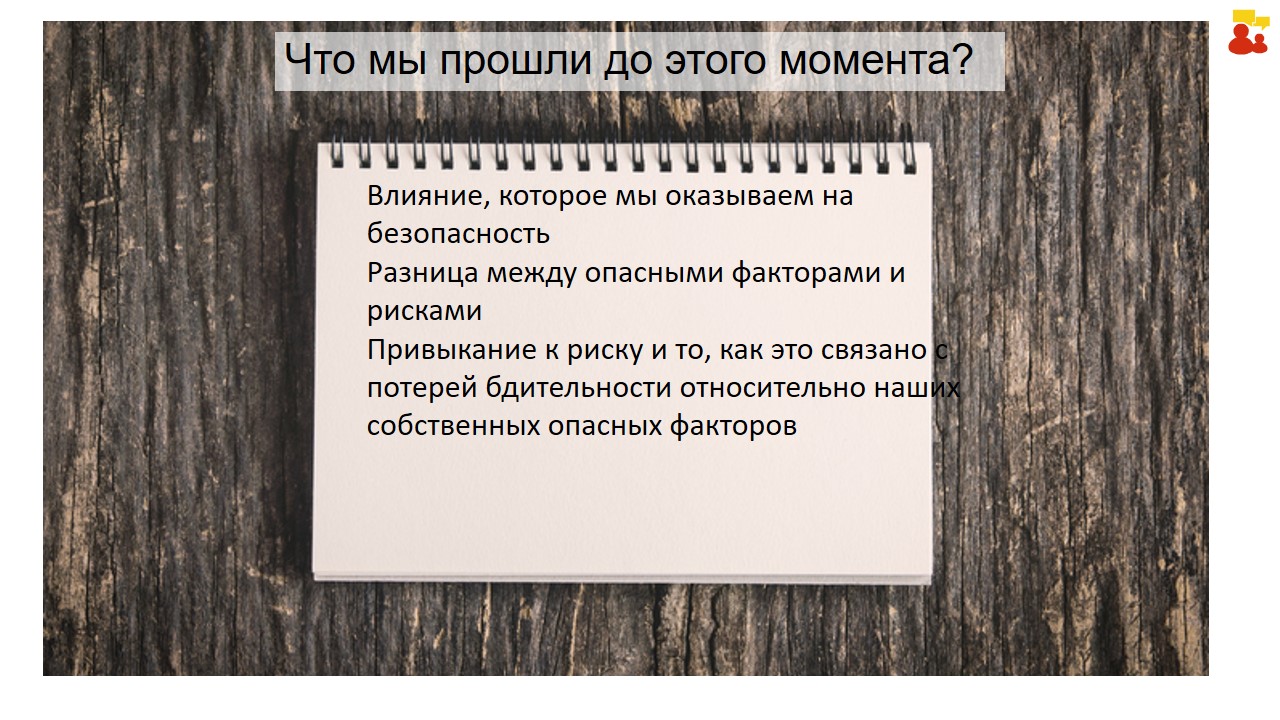 Что мы прошли до этого момента?
Влияние, которое мы оказываем на
безопасность
Разница между опасными факторами и
рисками
Привыкание к риску и то, как это связано с
потерей бдительности относительно наших
собственных опасных факторов